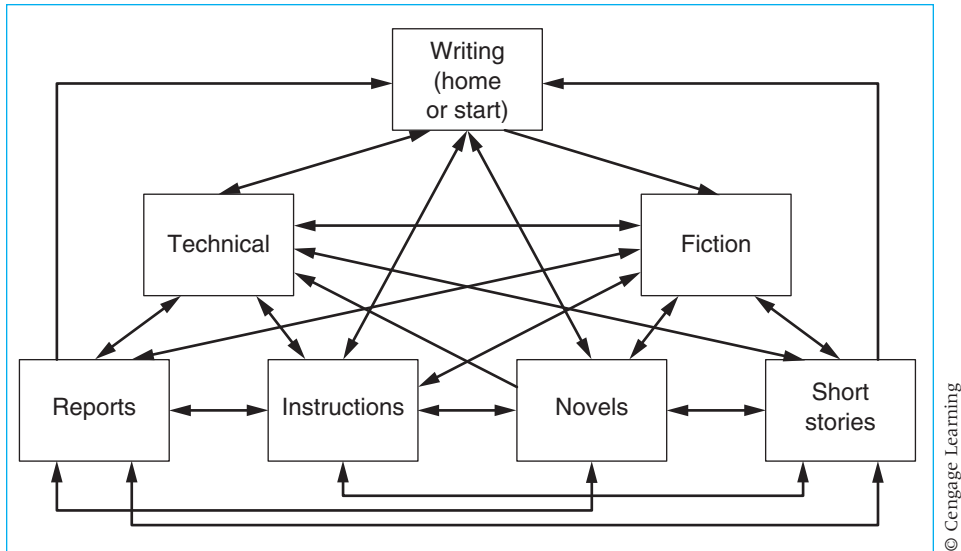 Writing
(home
or start)
Technical
Fiction
Reports
Instructions
Novels
Short
stories
© Cengage Learning